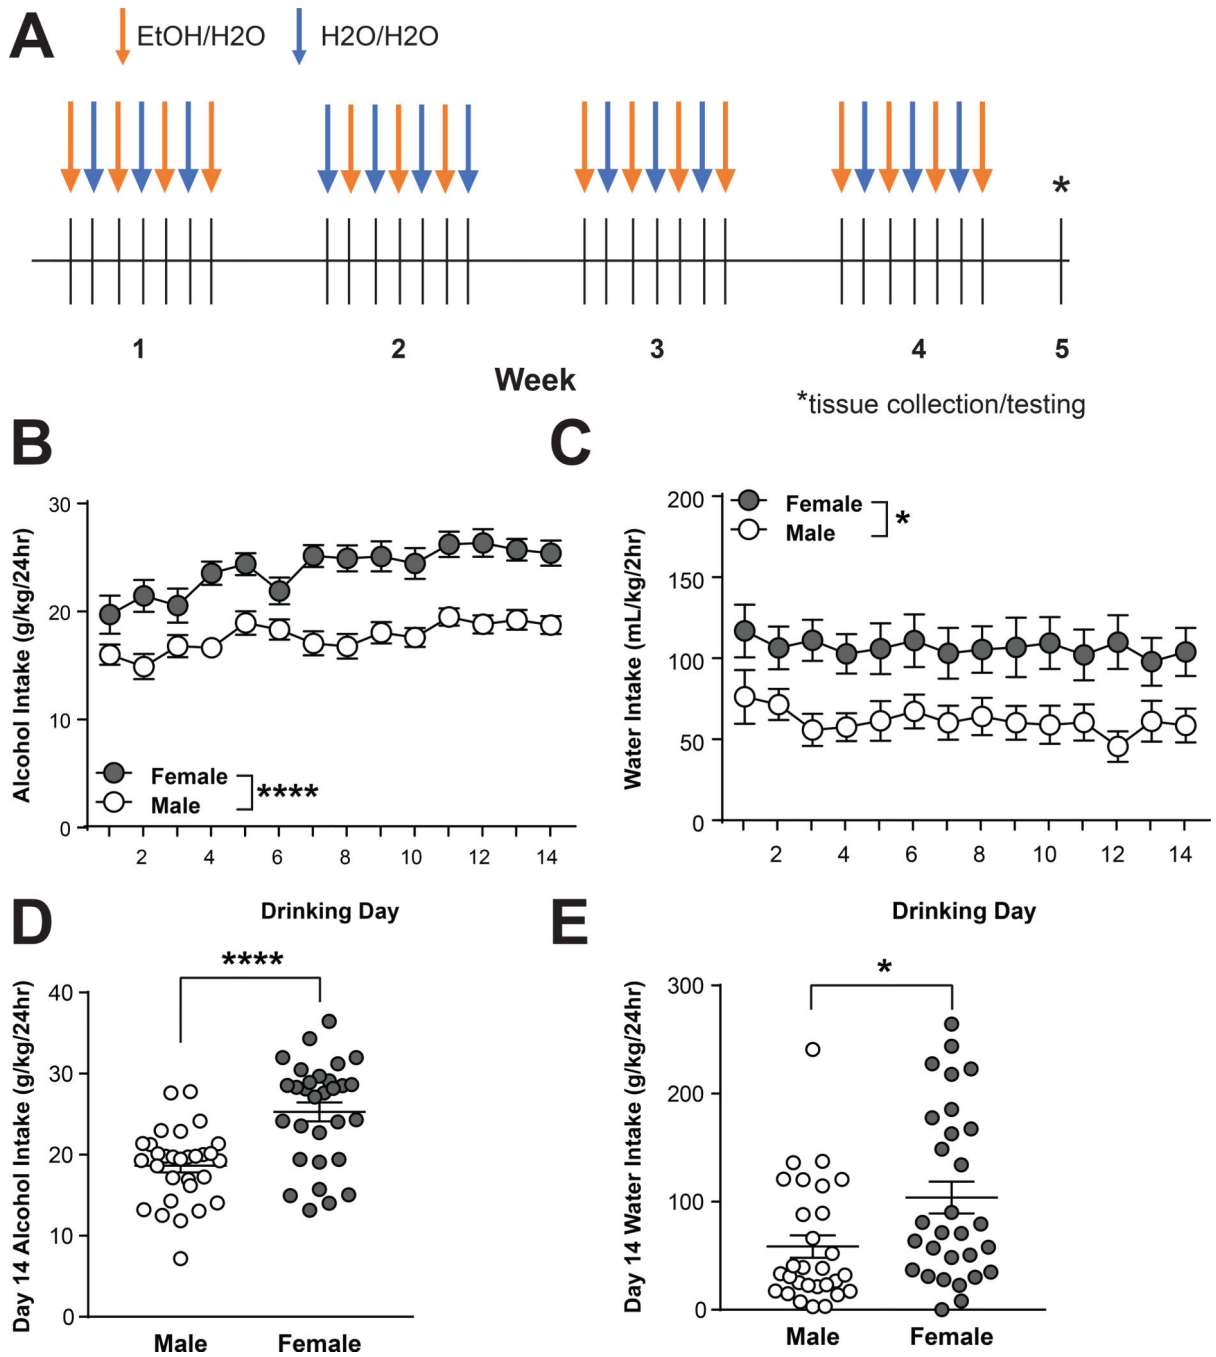 A
EtOH/H2O
H2O/H2O
*
1
2
3
4
5
Week
*tissue collection/testing
B
Alcohol Intake (g/kg/24hr)
30
20
10
0
Female
Male
****
2
4
6
8
10
12
14
Drinking Day
C
Water Intake (mL/kg/2hr)
200
150
100
50
0
Female
Male
*
2
4
6
8
10
12
14
Drinking Day
D
Day 14 Alcohol Intake (g/kg/24hr)
40
30
20
10
0
****
Male
Female
E
Day 14 Water Intake (g/kg/24hr)
300
200
100
0
*
Male
Female